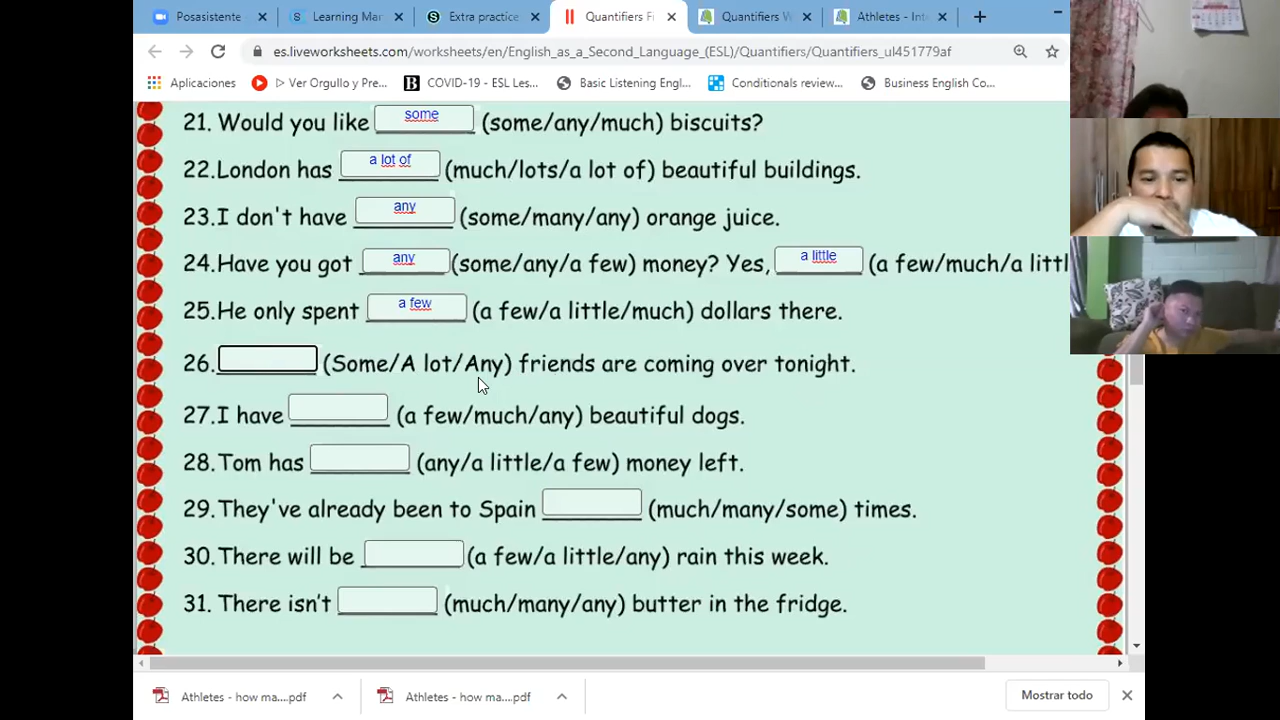 Posasistente
Learning Mar
Extra practice
Quantifiers Fi
Quantifiers W
Athletes - Int
es.liveworksheets.com/worksheets/en/English_as_a_Second_Language_(ESL)/Quantifiers/Quantifiers_ul451779af
Aplicaciones
▷ Ver Orgullo y Pre...
COVID-19 - ESL Les...
Basic Listening Engl...
Conditionals review...
Business English Co...
21. Would you like some (some/any/much) biscuits?
22.London has a lot of (much/lots/a lot of) beautiful buildings.
23.I don't have any (some/many/any) orange juice.
24.Have you got any (some/any/a few) money? Yes, a little (a few/much/a littl
25.He only spent a few (a few/a little/much) dollars there.
26. (Some/A lot/Any) friends are coming over tonight.
27.I have (a few/much/any) beautiful dogs.
28.Tom has (any/a little/a few) money left.
29.They've already been to Spain (much/many/some) times.
30.There will be (a few/a little/any) rain this week.
31. There isn't (much/many/any) butter in the fridge.
Athletes - how ma....pdf
Athletes - how ma....pdf
Mostrar todo